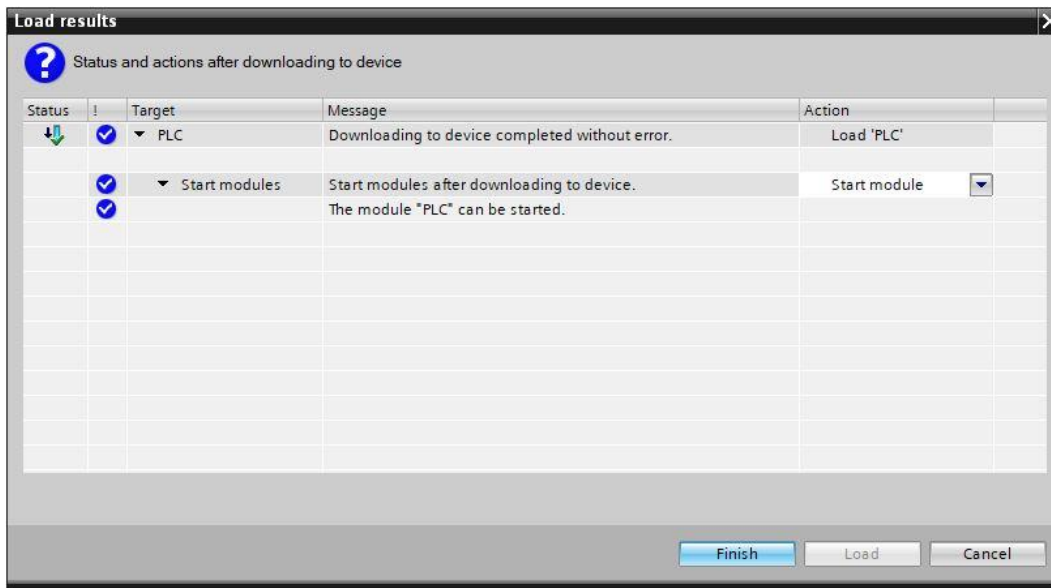 Load results
Status and actions after downloading to device
Status ! Target Message Action
PLC Downloading to device completed without error. Load 'PLC'
Start modules Start modules after downloading to device. Start module
The module "PLC" can be started.
Finish Load Cancel